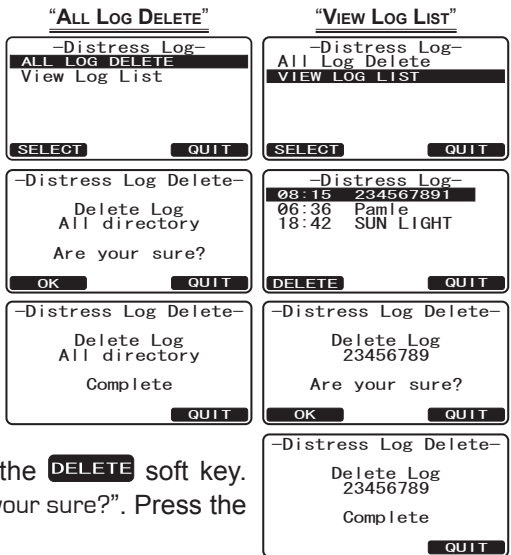 “ALL LOG DELETE”
-Distress Log-
ALL LOG DELETE
View Log List
SELECT QUIT
-Distress Log Delete-
Delete Log
All directory
Are your sure?
OK QUIT
-Distress Log Delete-
Delete Log
All directory
Complete
QUIT
“VIEW LOG LIST”
-Distress Log-
All Log Delete
VIEW LOG LIST
SELECT QUIT
-Distress Log-
08:15 234567891
06:36 Pamle
18:42 SUN LIGHT
DELETE QUIT
-Distress Log Delete-
Delete Log
23456789
Are your sure?
OK QUIT
-Distress Log Delete-
Delete Log
23456789
Complete
QUIT
the DELETE soft key.
your sure?”. Press the